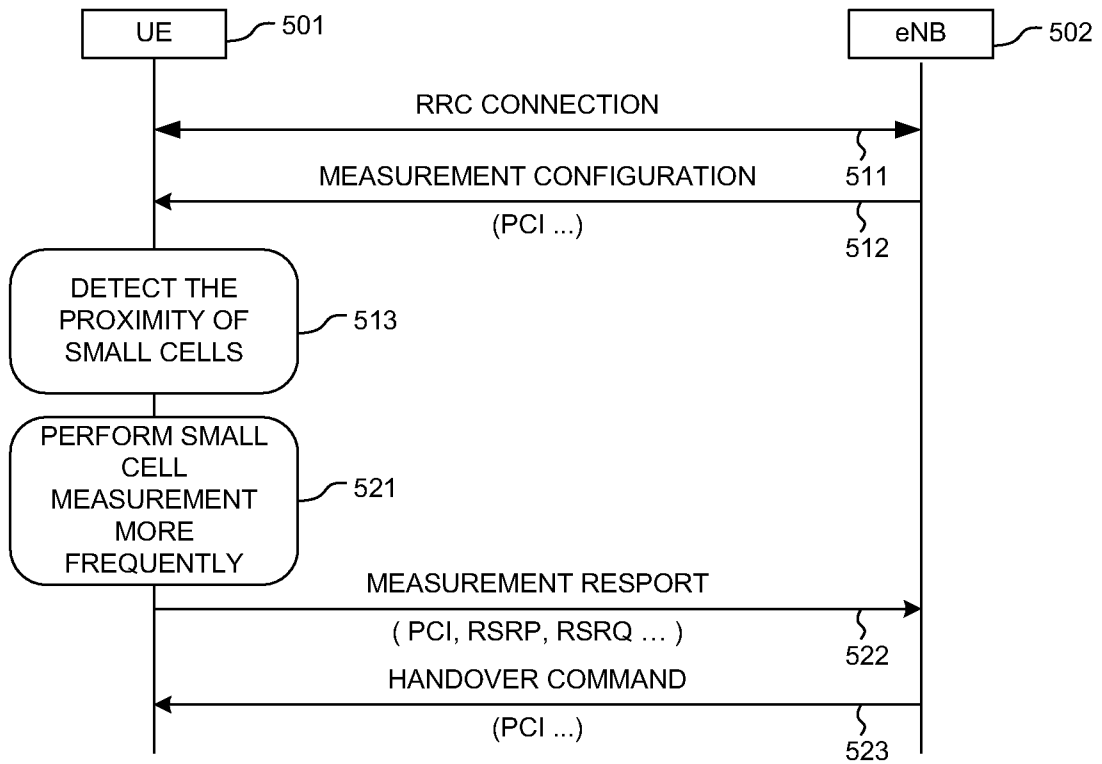 UE
501
eNB
502
RRC CONNECTION
511
MEASUREMENT CONFIGURATION
(PCI ...)
512
DETECT THE
PROXIMITY OF
SMALL CELLS
513
PERFORM SMALL
CELL
MEASUREMENT
MORE
FREQUENTLY
521
MEASUREMENT RESPORT
( PCI, RSRP, RSRQ ... )
522
HANDOVER COMMAND
(PCI ...)
523